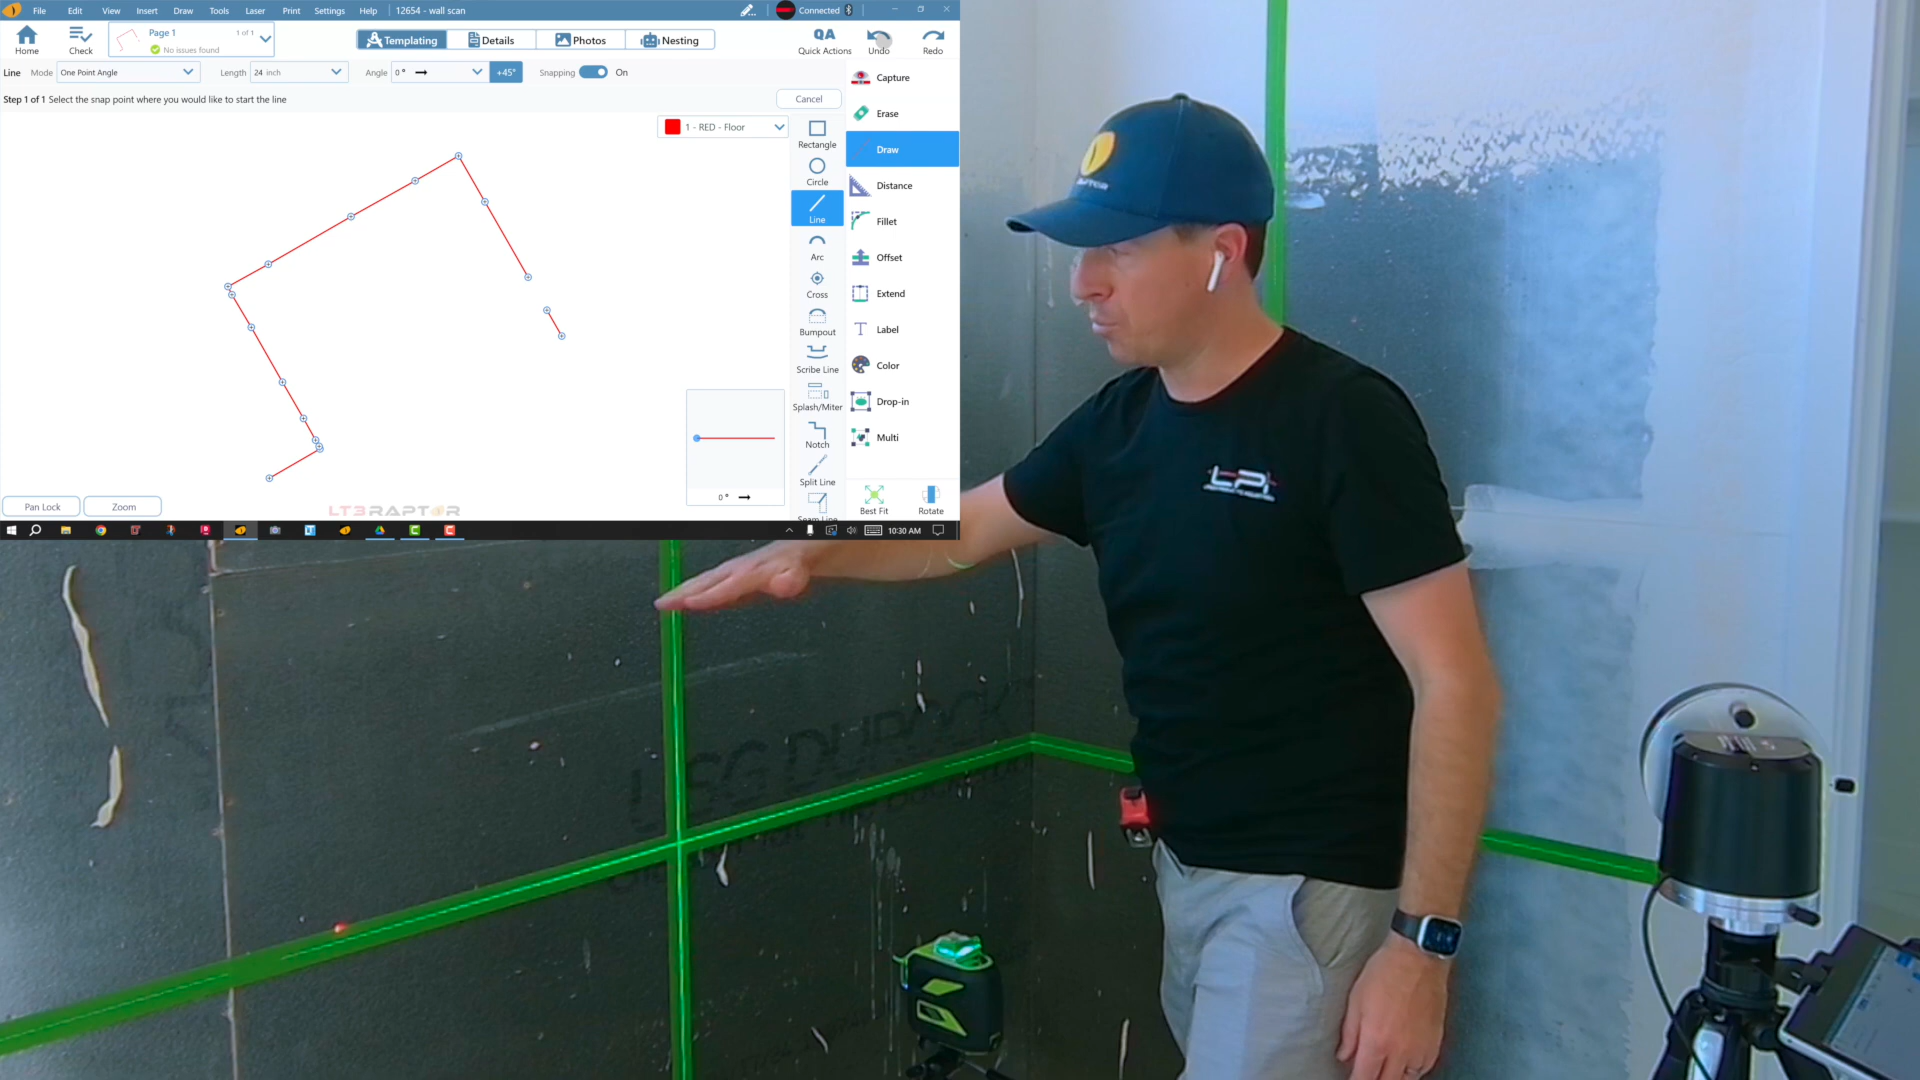 File Edit View Insert Draw Tools Laser Print Settings Help 12654 - wall scan Connected
Home Check Page 1 1 of 1 No issues found Templating Details Photos Nesting QA Quick Actions Undo Redo
Line Mode One Point Angle Length 24 inch Angle 0° +45° Snapping On
Step 1 of 1 Select the snap point where you would like to start the line Cancel
1 - RED - Floor
Rectangle
Circle
Line
Arc
Cross
Bumpout
Scribe Line
Splash/Miter
Notch
Split Line
Seam Line
Capture
Erase
Draw
Distance
Fillet
Offset
Extend
Label
Color
Drop-in
Multi
Best Fit Rotate
0°
Pan Lock Zoom
LT3RAPTOR
10:30 AM
LPI